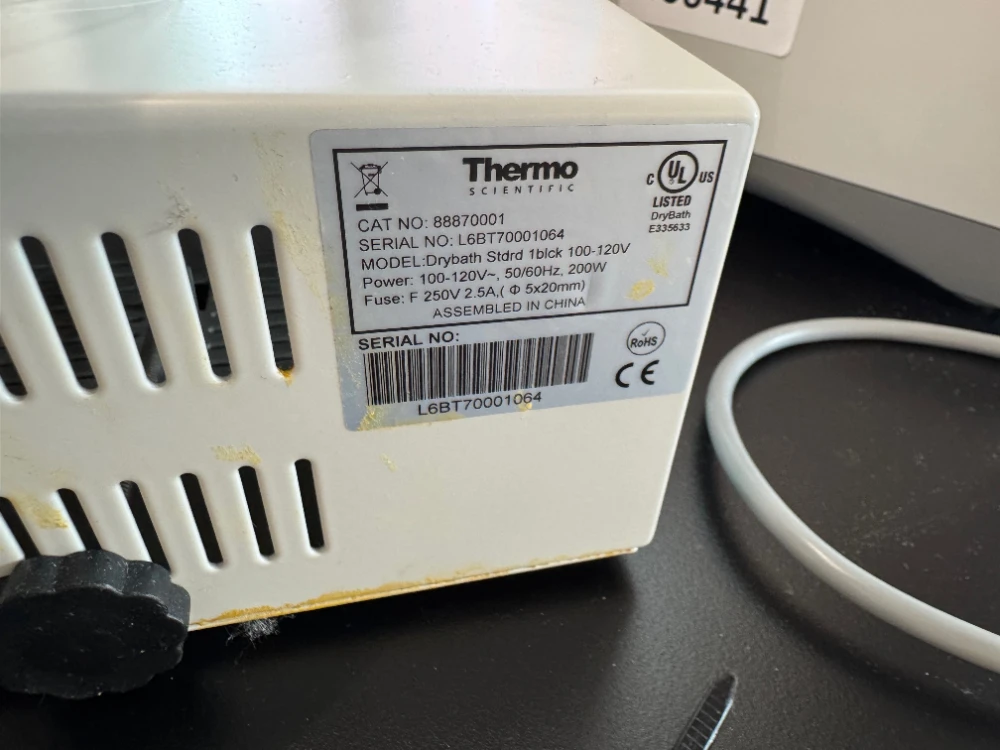 Thermo
SCIENTIFIC
C UL US
LISTED
DryBath
E335633
CAT NO: 88870001
SERIAL NO: L6BT70001064
MODEL:Drybath Stdrd 1blck 100-120V
Power: 100-120V~, 50/60Hz, 200W
Fuse: F 250V 2.5A,( Φ 5x20mm)
ASSEMBLED IN CHINA
SERIAL NO:
L6BT70001064
RoHS
CE